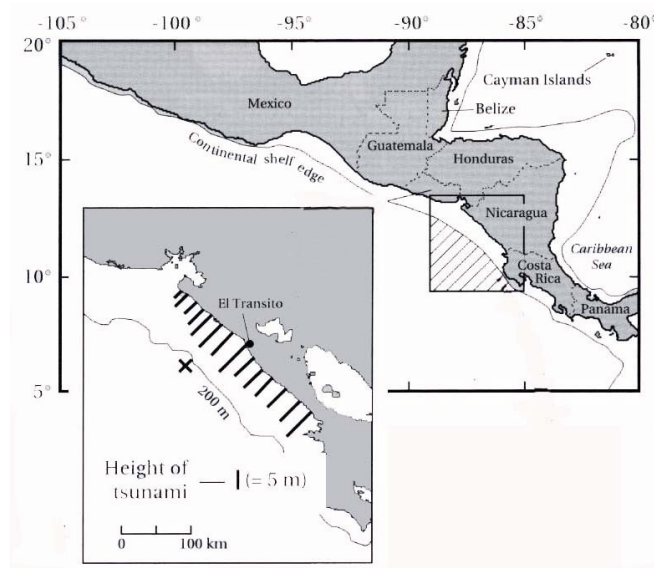 -105 -100 -95 -90 -85 -80
20°
Cayman Islands
Mexico
Belize
Guatemala
Continental shelf edge
15°
Honduras
Nicaragua
Caribbean
Sea
Costa
Rica
10°
Panama
El Transito
5°
200 m
Height of
tsunami
(= 5 m)
0 100 km